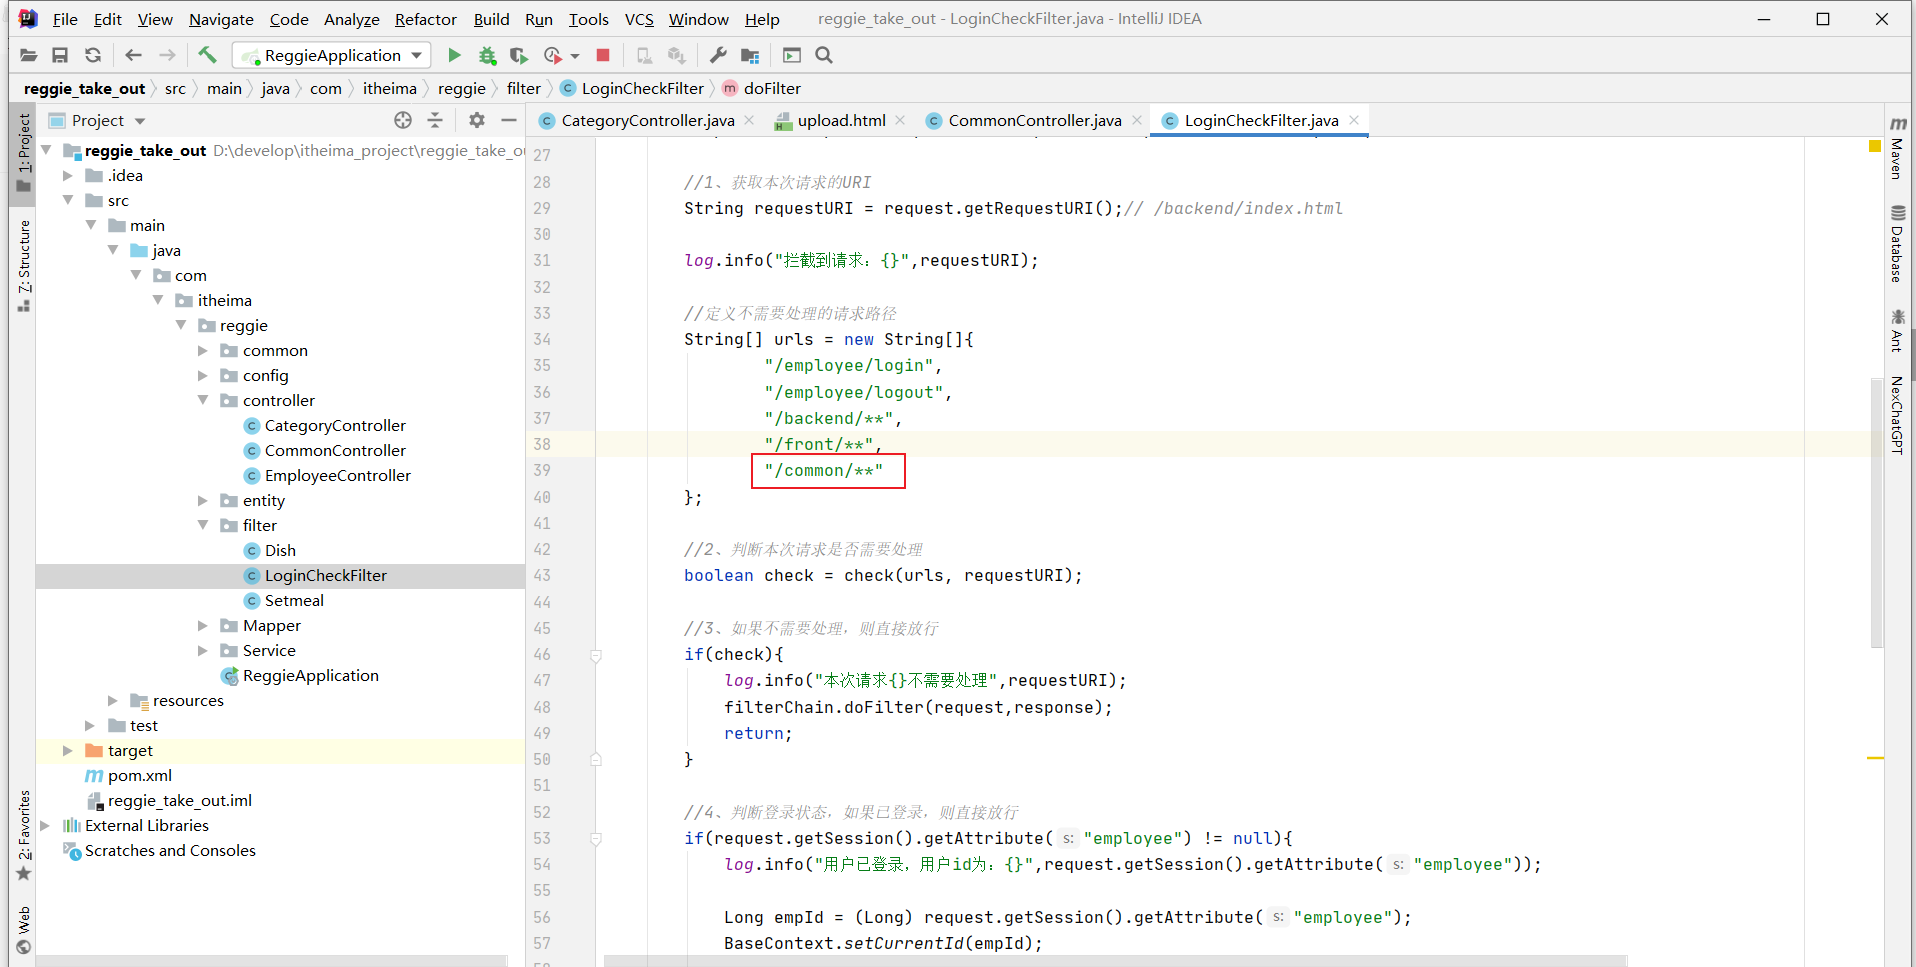 File Edit View Navigate Code Analyze Refactor Build Run Tools VCS Window Help reggie_take_out - LoginCheckFilter.java - IntelliJ IDEA
ReggieApplication
reggie_take_out src main java com itheima reggie filter LoginCheckFilter doFilter
Project
CategoryController.java upload.html CommonController.java LoginCheckFilter.java
1: Project
7: Structure
2: Favorites
Web
reggie_take_out D:\develop\itheima_project\reggie_take_ou
.idea
src
main
java
com
itheima
reggie
common
config
controller
CategoryController
CommonController
EmployeeController
entity
filter
Dish
LoginCheckFilter
Setmeal
Mapper
Service
ReggieApplication
resources
test
target
pom.xml
reggie_take_out.iml
External Libraries
Scratches and Consoles
27
28 //1、获取本次请求的URI
29 String requestURI = request.getRequestURI();// /backend/index.html
30
31 log.info("拦截到请求：{}",requestURI);
32
33 //定义不需要处理的请求路径
34 String[] urls = new String[]{
35 "/employee/login",
36 "/employee/logout",
37 "/backend/**",
38 "/front/**",
39 "/common/**"
40 };
41
42 //2、判断本次请求是否需要处理
43 boolean check = check(urls, requestURI);
44
45 //3、如果不需要处理，则直接放行
46 if(check){
47 log.info("本次请求{}不需要处理",requestURI);
48 filterChain.doFilter(request,response);
49 return;
50 }
51
52 //4、判断登录状态，如果已登录，则直接放行
53 if(request.getSession().getAttribute( s: "employee") != null){
54 log.info("用户已登录，用户id为：{}",request.getSession().getAttribute( s: "employee"));
55
56 Long empId = (Long) request.getSession().getAttribute( s: "employee");
57 BaseContext.setCurrentId(empId);
Maven
Database
Ant
NexChatGPT